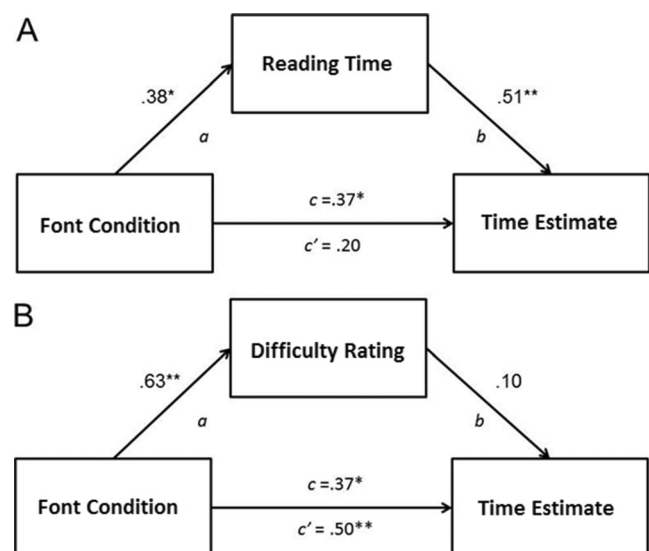 A
Reading Time
.38*
.51**
a
b
Font Condition
c =.37*
c' = .20
Time Estimate
B
Difficulty Rating
.63**
.10
a
b
Font Condition
c =.37*
c' = .50**
Time Estimate